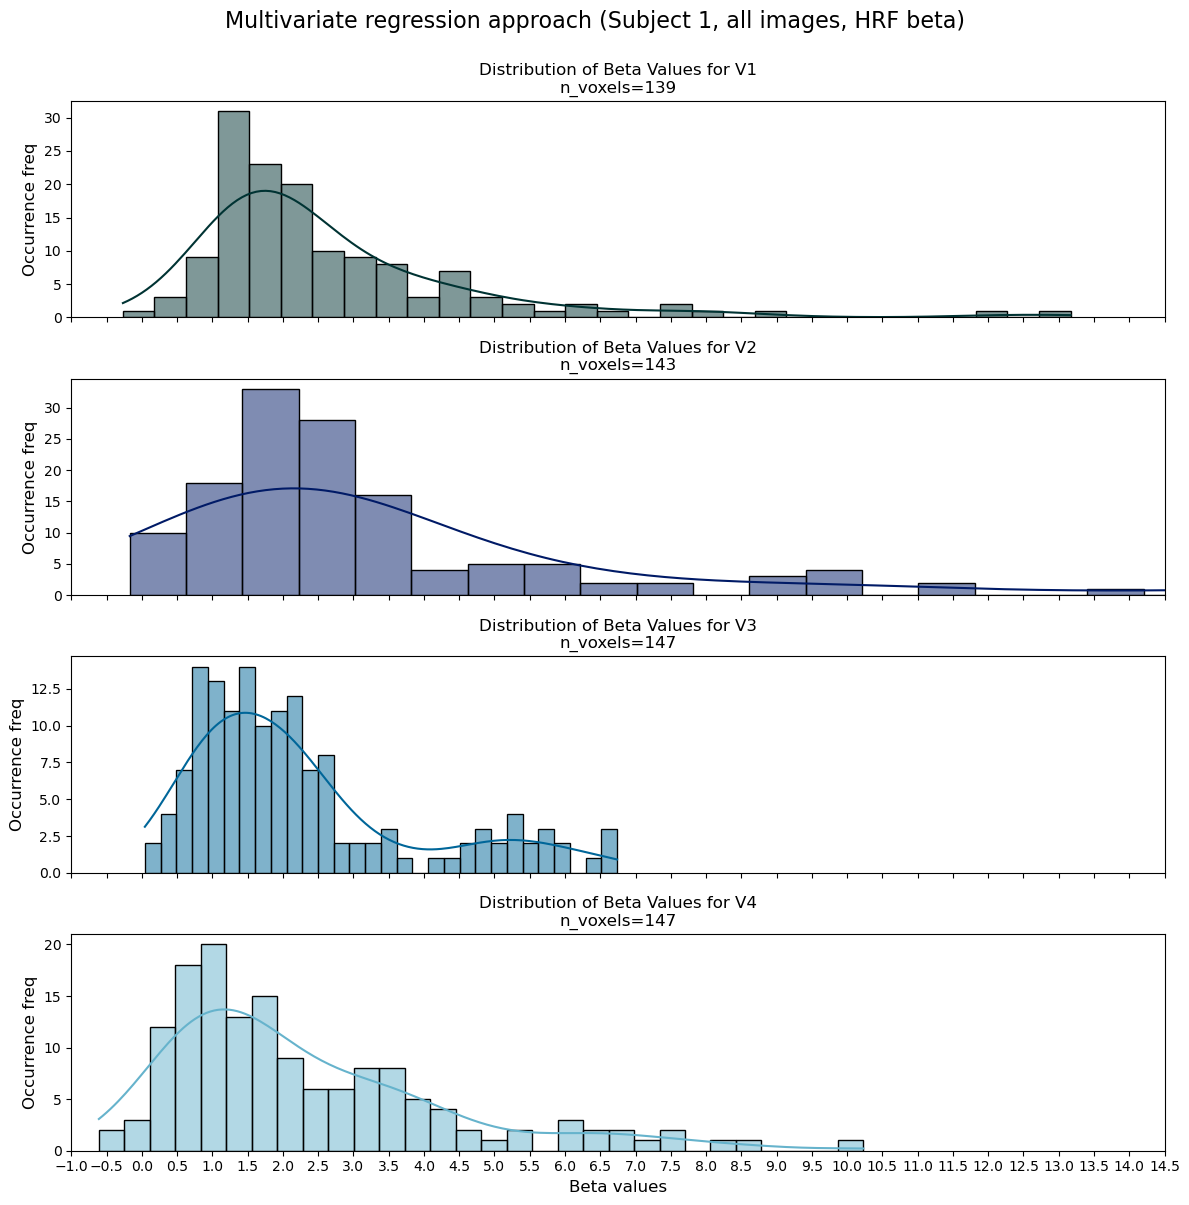 Multivariate regression approach (Subject 1, all images, HRF beta)
Distribution of Beta Values for V1
n_voxels=139
Occurrence freq
30
25
20
15
10
5
0
Distribution of Beta Values for V2
n_voxels=143
Occurrence freq
30
25
20
15
10
5
0
Distribution of Beta Values for V3
n_voxels=147
Occurrence freq
12.5
10.0
7.5
5.0
2.5
0.0
Distribution of Beta Values for V4
n_voxels=147
Occurrence freq
20
15
10
5
0
−1.0 −0.5 0.0 0.5 1.0 1.5 2.0 2.5 3.0 3.5 4.0 4.5 5.0 5.5 6.0 6.5 7.0 7.5 8.0 8.5 9.0 9.5 10.0 10.5 11.0 11.5 12.0 12.5 13.0 13.5 14.0 14.5
Beta values